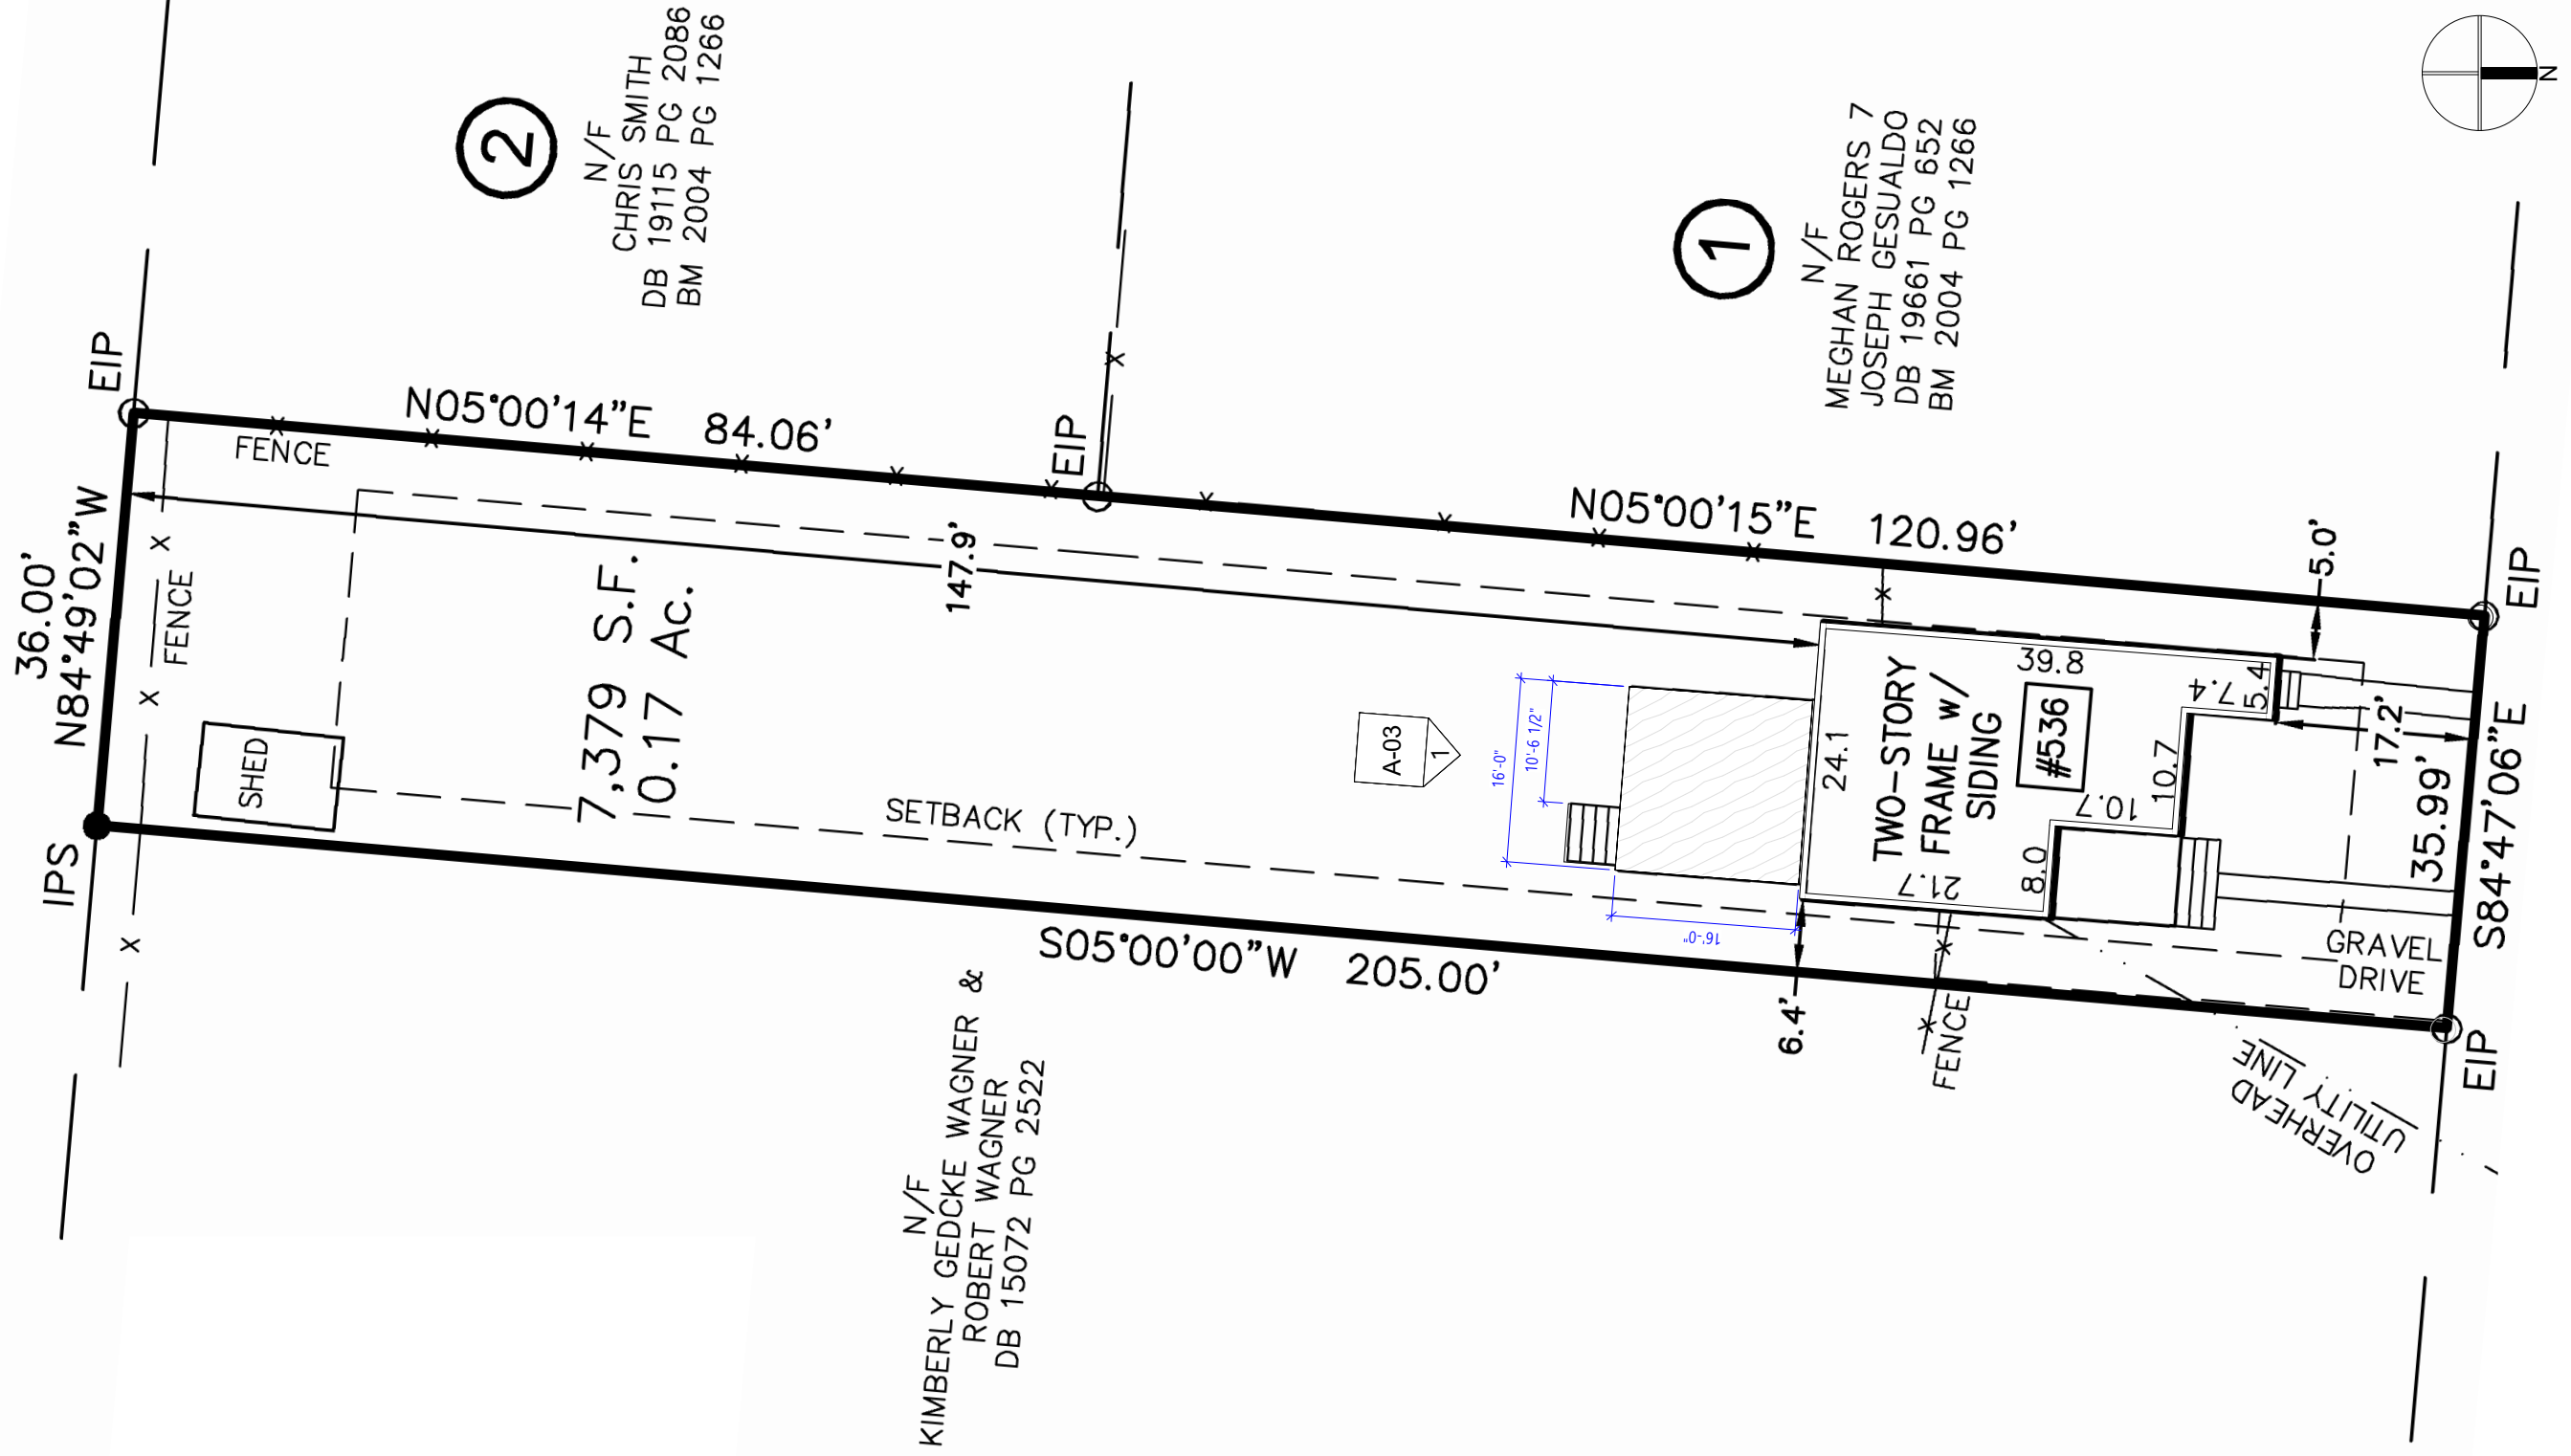 2
N/F
CHRIS SMITH
DB 19115 PG 2086
BM 2004 PG 1266
1
N/F
MEGHAN ROGERS 7
JOSEPH GESUALDO
DB 19661 PG 652
BM 2004 PG 1266
N
EIP
N05°00'14"E 84.06'
FENCE
EIP
N05°00'15"E 120.96'
5.0'
EIP
36.00'
N84°49'02"W
FENCE
147.9'
7,379 S.F.
0.17 Ac.
SHED
IPS
SETBACK (TYP.)
A-03
1
16'-0"
10'-6 1/2"
16'-0"
24.1
TWO-STORY
FRAME w/
SIDING
#536
39.8
7.4
5.4
10.7
10.7
8.0
21.7
17.2'
35.99'
S84°47'06"E
GRAVEL
DRIVE
S05°00'00"W 205.00'
6.4'
FENCE
EIP
OVERHEAD
UTILITY LINE
N/F
KIMBERLY GEDCKE WAGNER &
ROBERT WAGNER
DB 15072 PG 2522